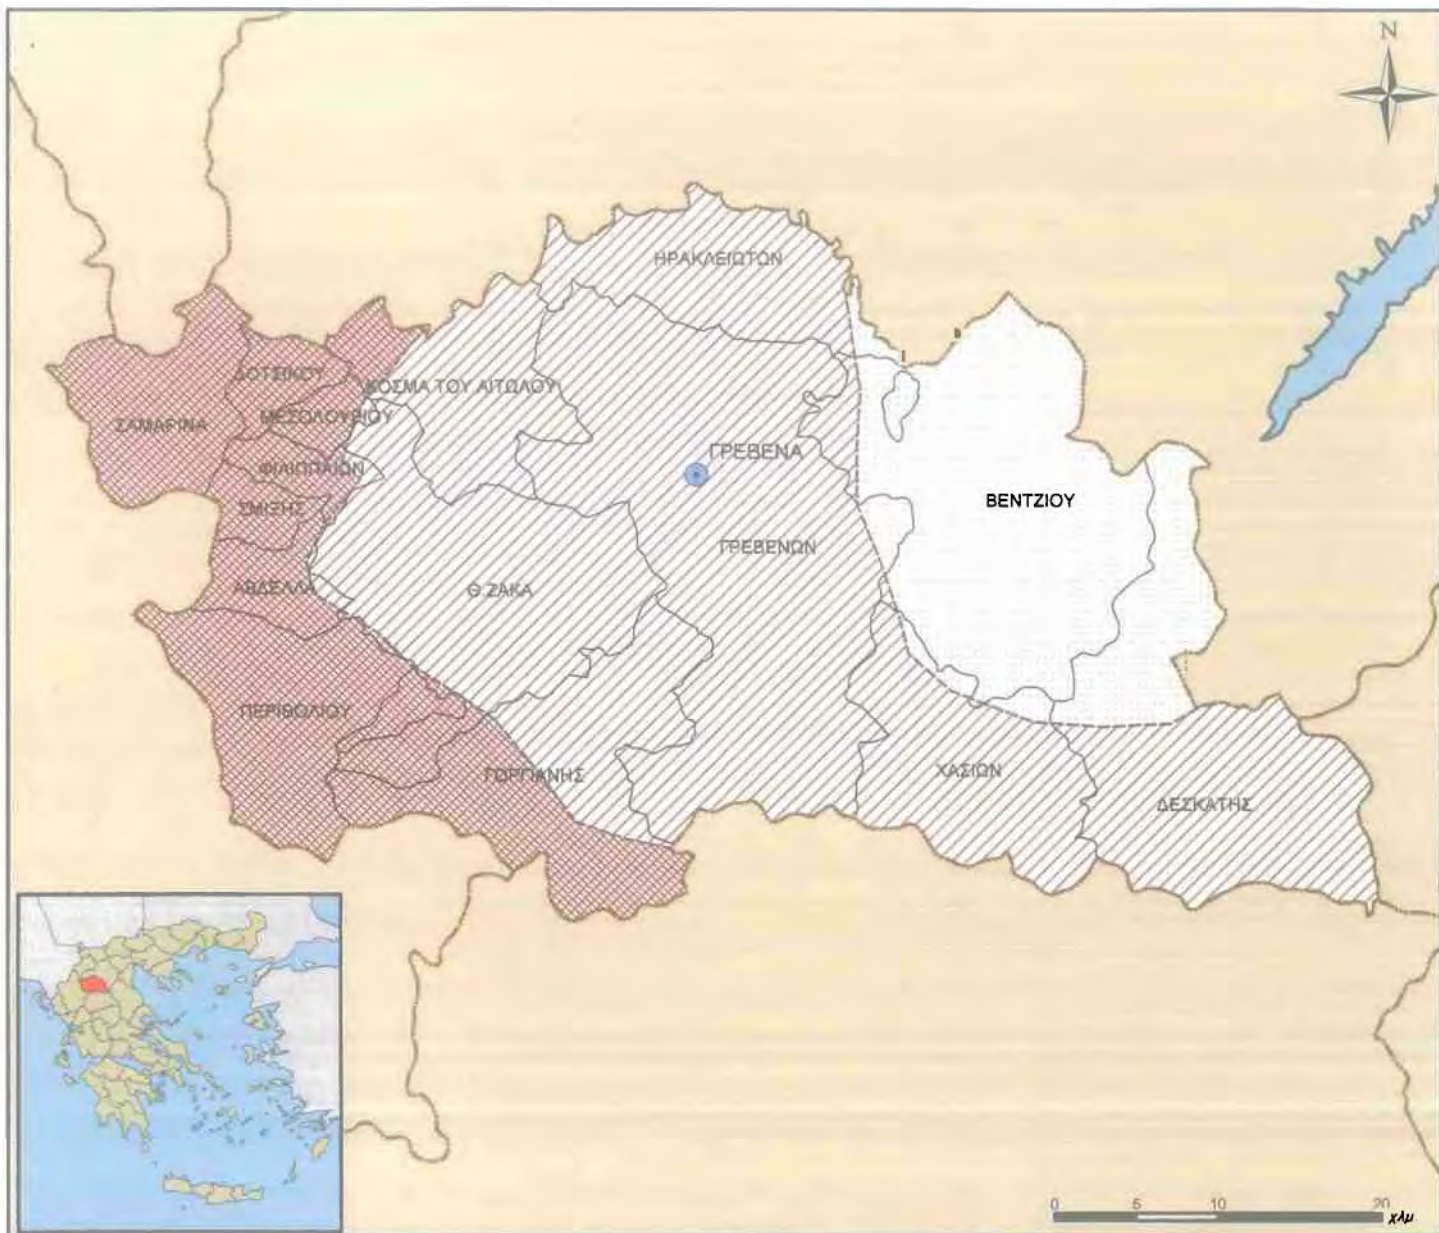 N
ΗΡΑΚΛΕΙΩΤΩΝ
ΔΟΤΣΙΚΟΥ
ΚΟΣΜΑ ΤΟΥ ΑΙΤΩΛΟΥ
ΣΑΜΑΡΙΝΑ
ΜΕΣΟΛΟΥΡΙΟΥ
ΓΡΕΒΕΝΑ
ΦΙΛΙΠΠΑΙΩΝ
ΒΕΝΤΖΙΟΥ
ΣΜΙΞΗΣ
ΓΡΕΒΕΝΩΝ
ΑΒΔΕΛΛΑ
Θ.ΖΑΚΑ
ΠΕΡΙΒΟΛΙΟΥ
ΓΟΡΓΙΑΝΗΣ
ΧΑΣΙΩΝ
ΔΕΣΚΑΤΗΣ
0 5 10 20 χλμ